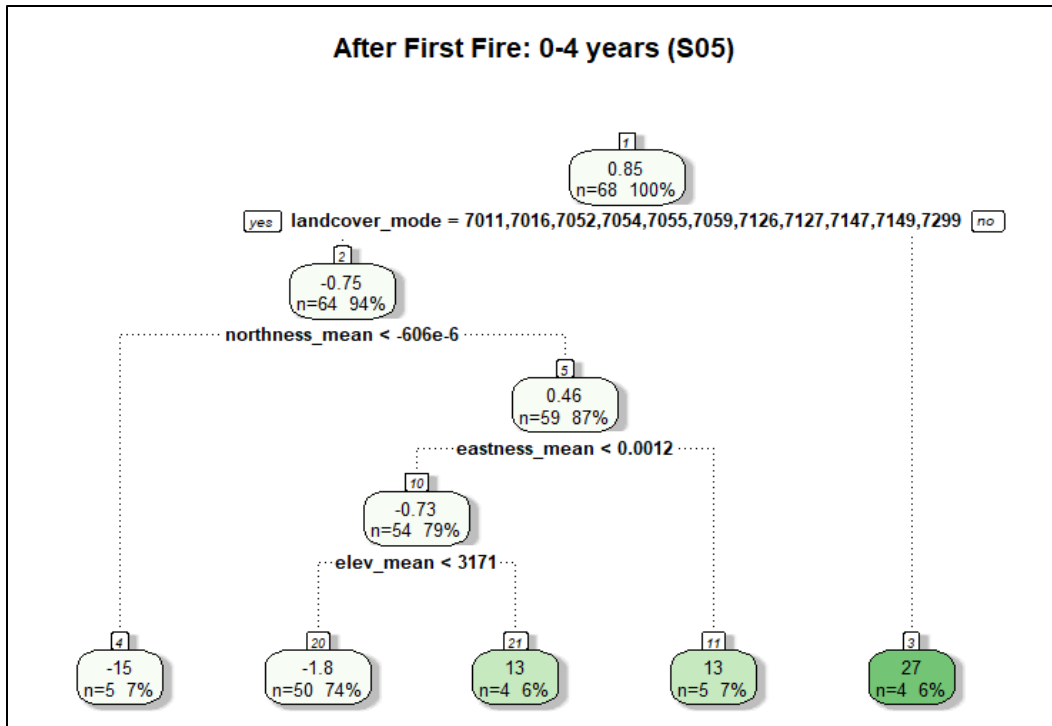 After First Fire: 0-4 years (S05)
1
0.85
n=68 100%
yes landcover_mode = 7011,7016,7052,7054,7055,7059,7126,7127,7147,7149,7299 no
2
-0.75
n=64 94%
northness_mean < -606e-6
5
0.46
n=59 87%
eastness_mean < 0.0012
10
-0.73
n=54 79%
elev_mean < 3171
4
-15
n=5 7%
20
-1.8
n=50 74%
21
13
n=4 6%
11
13
n=5 7%
3
27
n=4 6%